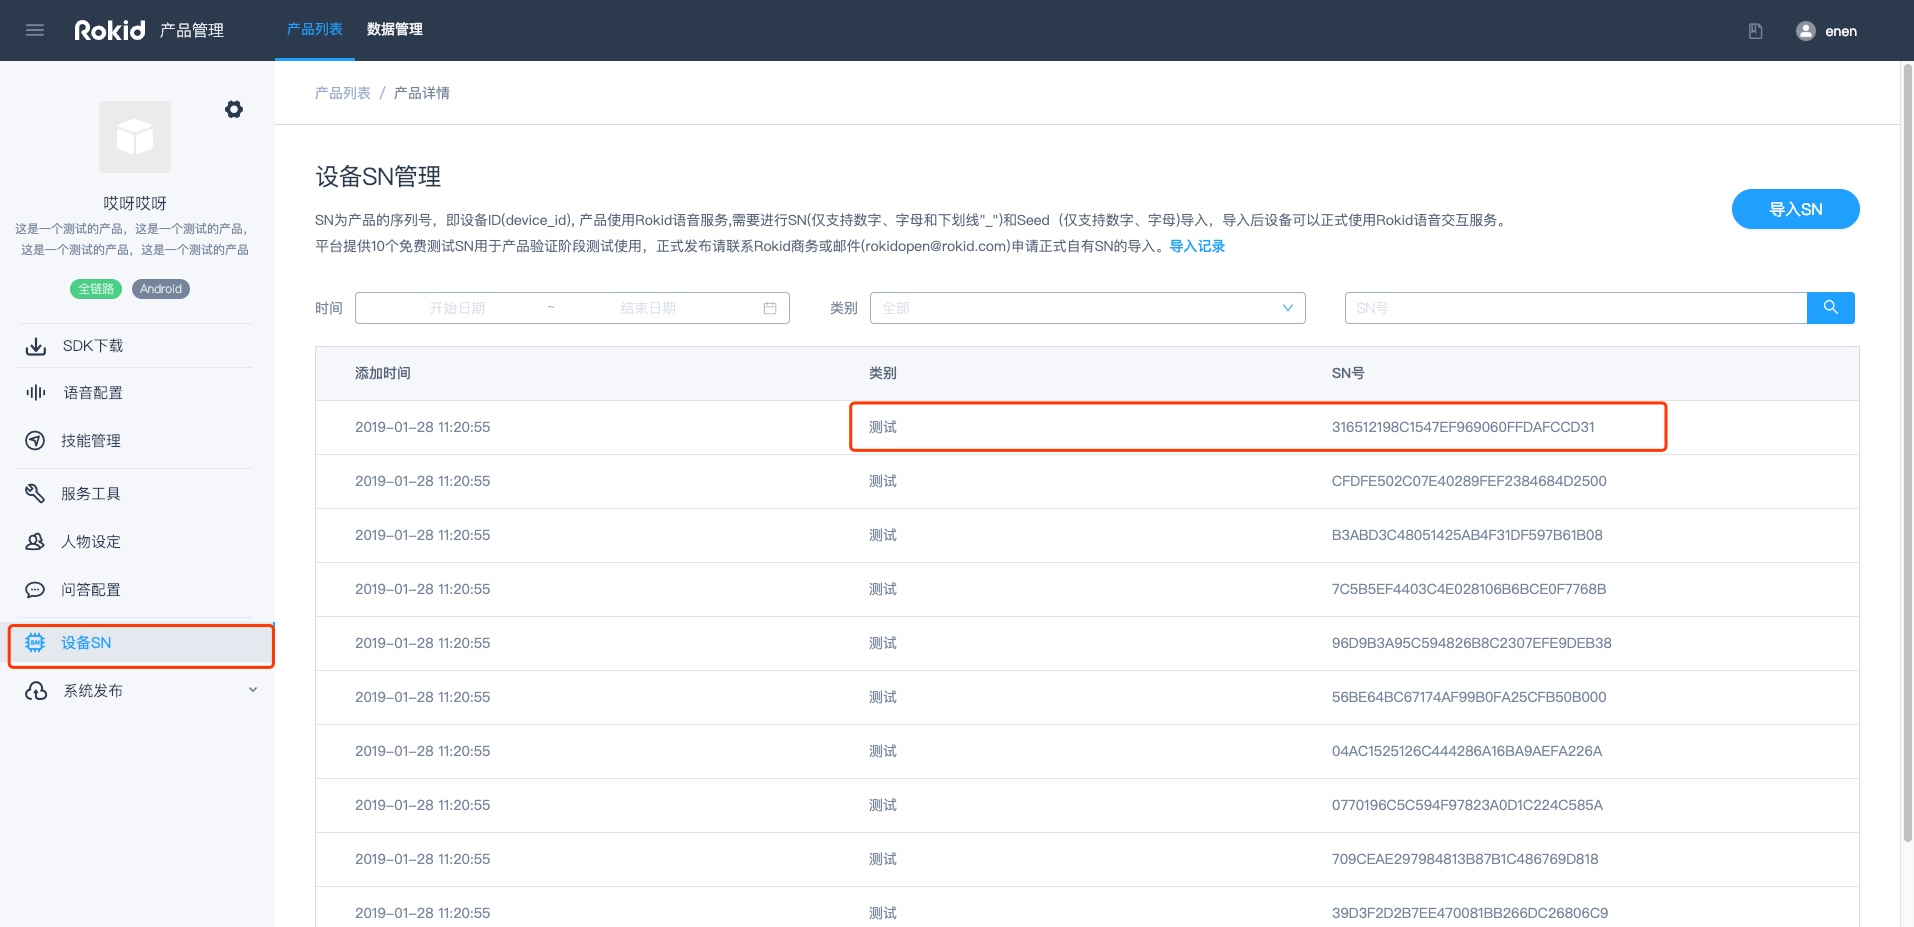 Rokid 产品管理 产品列表 数据管理 enen
产品列表 / 产品详情
哎呀哎呀
这是一个测试的产品，这是一个测试的产品，
这是一个测试的产品，这是一个测试的产品
全链路 Android
SDK下载
语音配置
技能管理
服务工具
人物设定
问答配置
SN 设备SN
系统发布
设备SN管理
SN为产品的序列号，即设备ID(device_id), 产品使用Rokid语音服务,需要进行SN(仅支持数字、字母和下划线"_")和Seed（仅支持数字、字母)导入，导入后设备可以正式使用Rokid语音交互服务。
平台提供10个免费测试SN用于产品验证阶段测试使用，正式发布请联系Rokid商务或邮件(rokidopen@rokid.com)申请正式自有SN的导入。导入记录
导入SN
时间 开始日期 ~ 结束日期 类别 全部 SN号
添加时间 类别 SN号
2019-01-28 11:20:55 测试 316512198C1547EF969060FFDAFCCD31
2019-01-28 11:20:55 测试 CFDFE502C07E40289FEF2384684D2500
2019-01-28 11:20:55 测试 B3ABD3C48051425AB4F31DF597B61B08
2019-01-28 11:20:55 测试 7C5B5EF4403C4E028106B6BCE0F7768B
2019-01-28 11:20:55 测试 96D9B3A95C594826B8C2307EFE9DEB38
2019-01-28 11:20:55 测试 56BE64BC67174AF99B0FA25CFB50B000
2019-01-28 11:20:55 测试 04AC1525126C444286A16BA9AEFA226A
2019-01-28 11:20:55 测试 0770196C5C594F97823A0D1C224C585A
2019-01-28 11:20:55 测试 709CEAE297984813B87B1C486769D818
2019-01-28 11:20:55 测试 39D3F2D2B7EE470081BB266DC26806C9